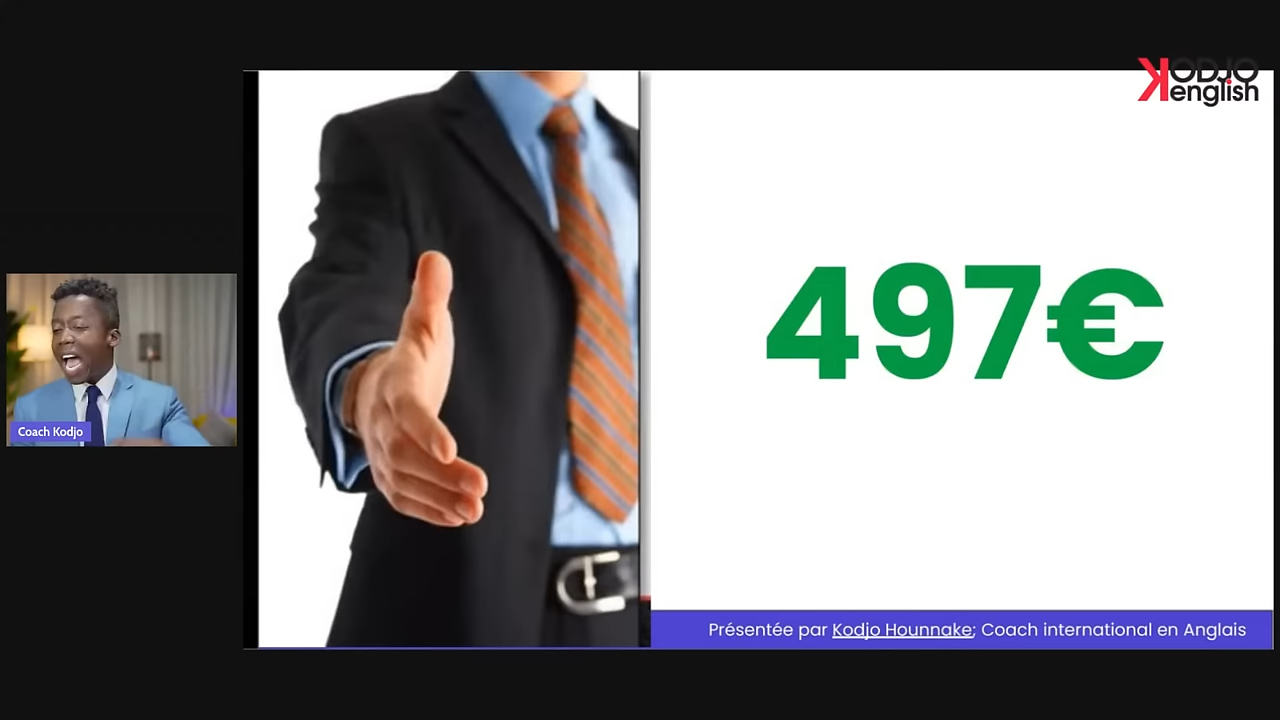 KODJO
english
497€
Coach Kodjo
Présentée par Kodjo Hounnake; Coach international en Anglais